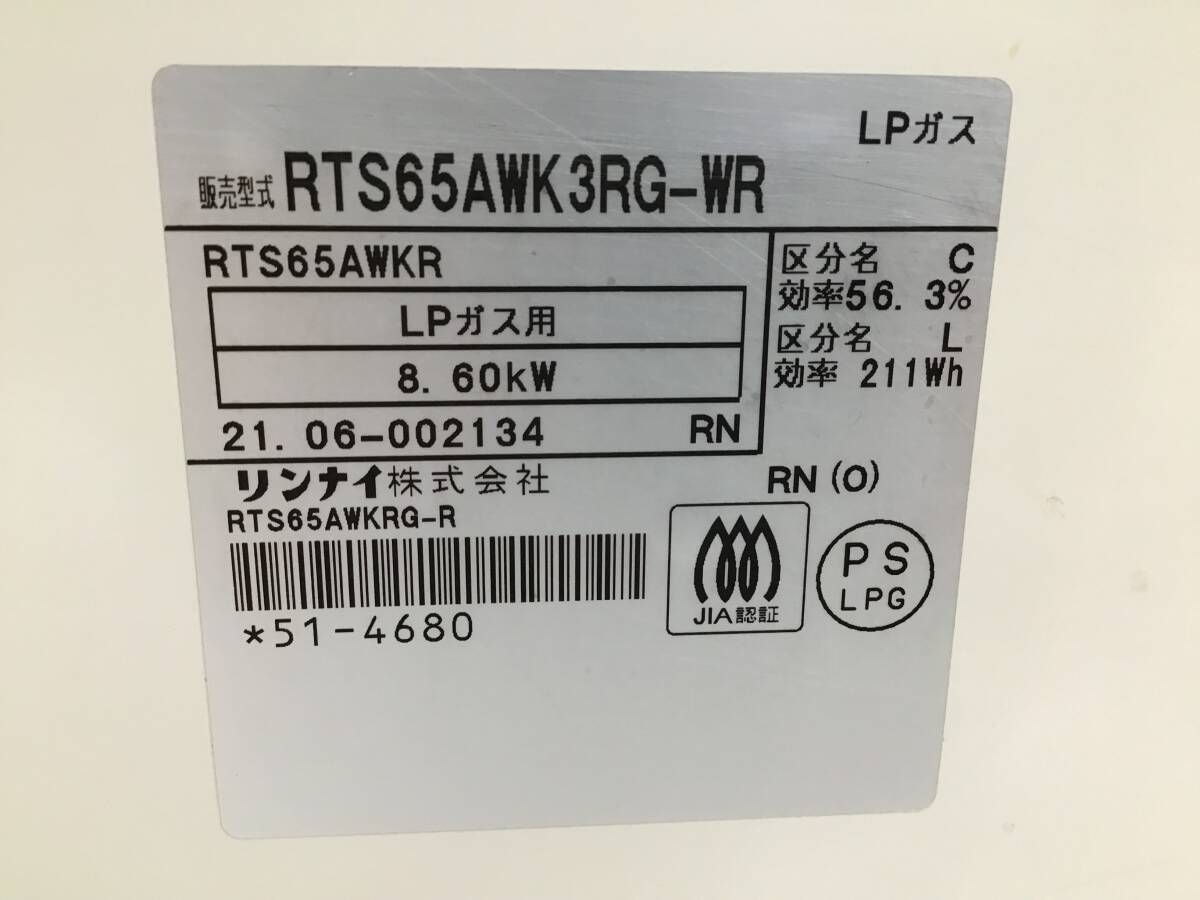 LPガス
販売型式 RTS65AWK3RG-WR
RTS65AWKR
LPガス用
8.60kW
21.06-002134 RN
区分名 C
効率56.3%
区分名 L
効率 211Wh
リンナイ株式会社
RN(O)
RTS65AWKRG-R
*51-4680
JIA認証
PS
LPG